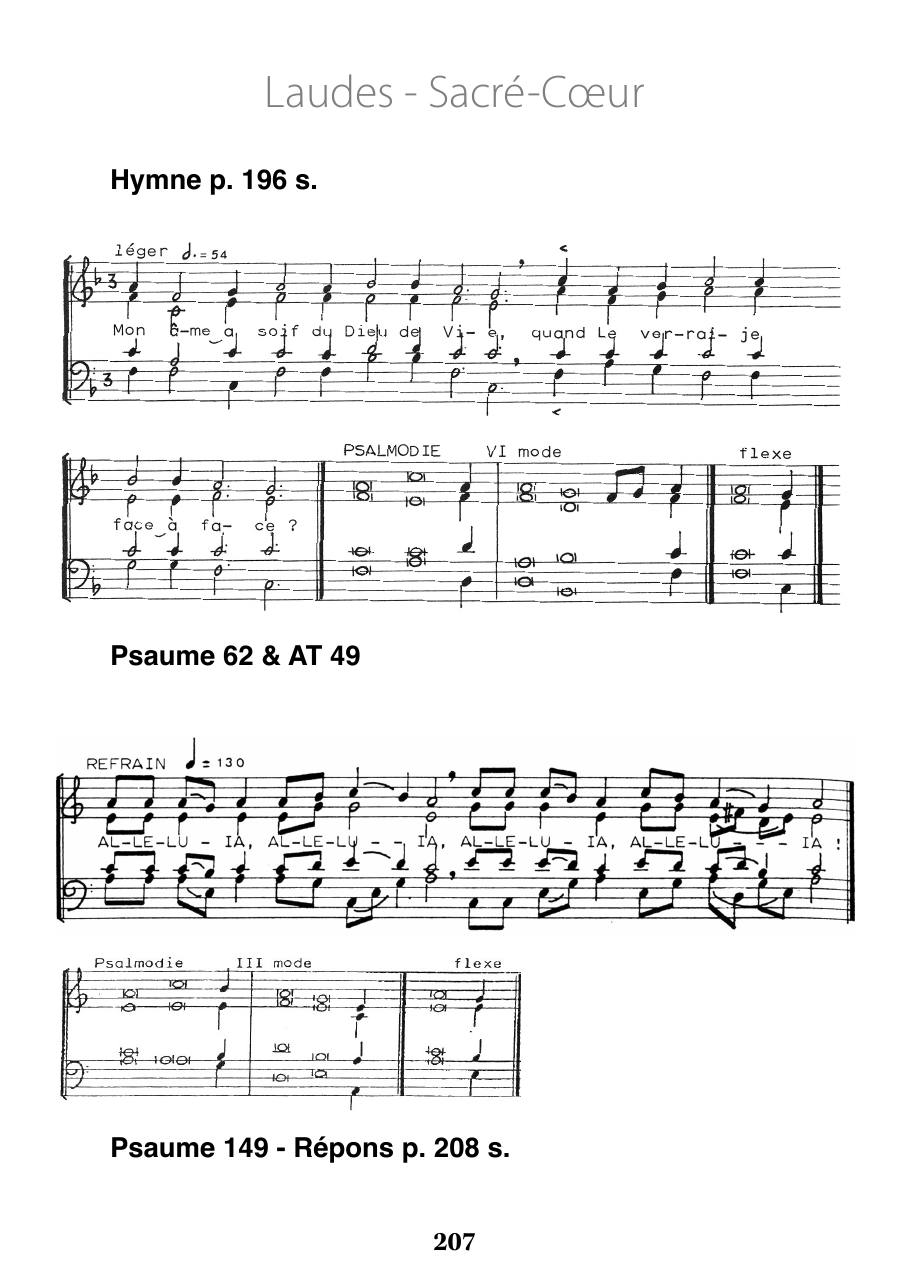 Laudes - Sacré-Cœur
Hymne p. 196 s.
léger = 54
Mon â-me a soif du Dieu de Vi- e, quand Le ver-rai- je
face à fa- ce ?
PSALMODIE VI mode flexe
Psaume 62 & AT 49
REFRAIN = 130
AL-LE-LU - IA, AL-LE-LU - - IA, AL-LE-LU - IA, AL-LE-LU - - - IA !
Psalmodie III mode flexe
Psaume 149 - Répons p. 208 s.
207